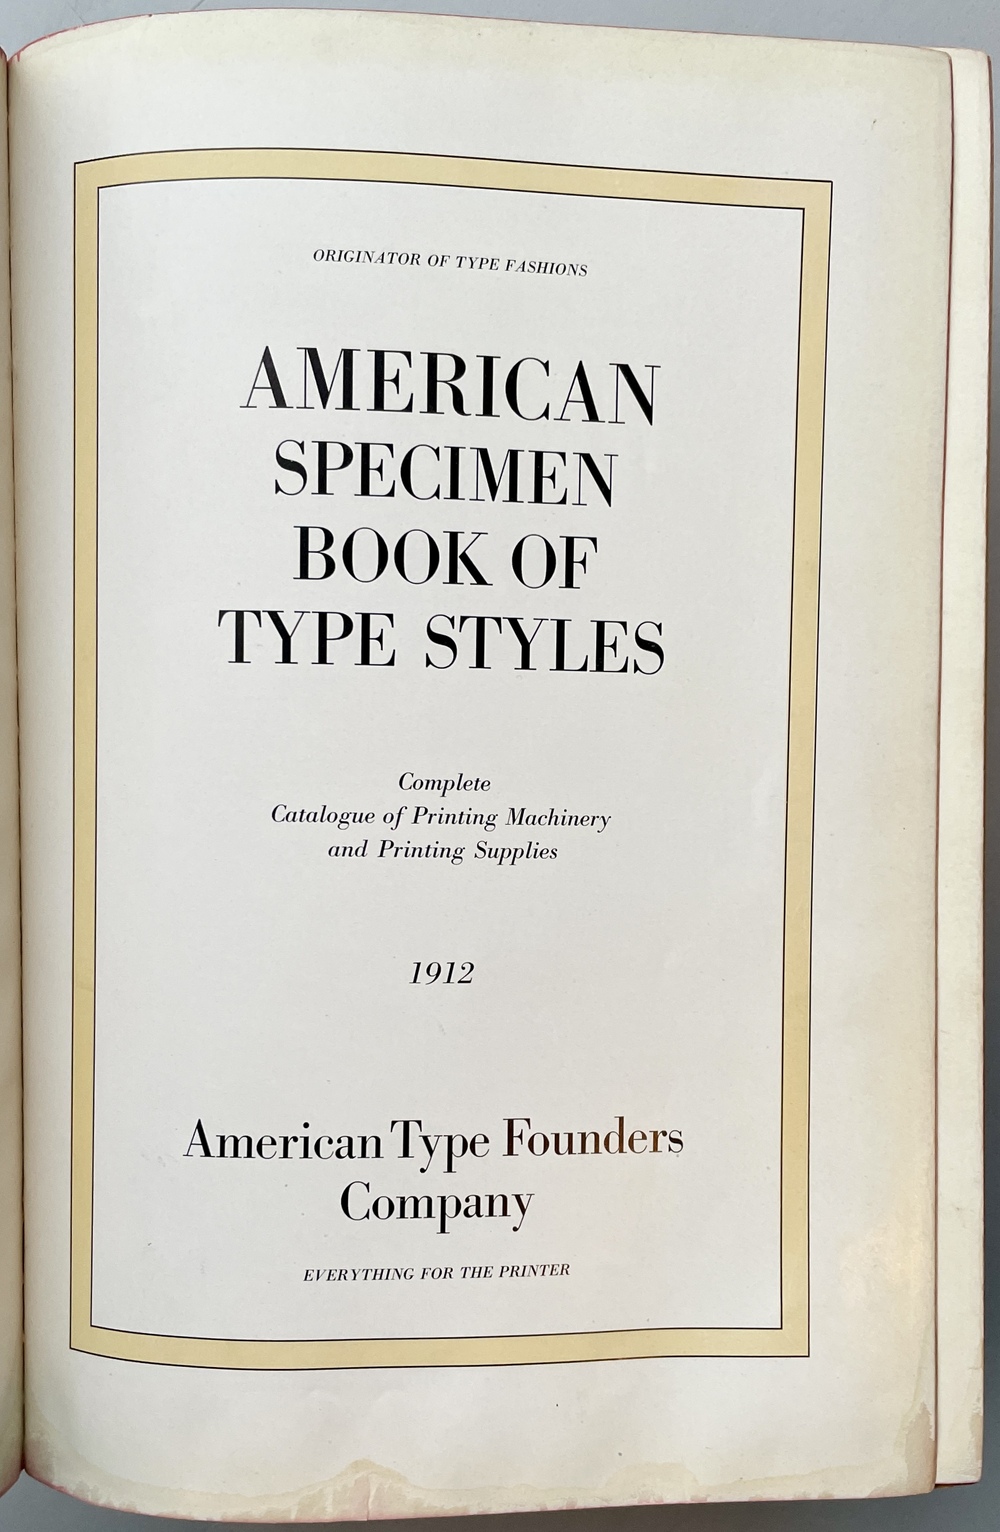 ORIGINATOR OF TYPE FASHIONS
AMERICAN
SPECIMEN
BOOK OF
TYPE STYLES
Complete
Catalogue of Printing Machinery
and Printing Supplies
1912
American Type Founders
Company
EVERYTHING FOR THE PRINTER